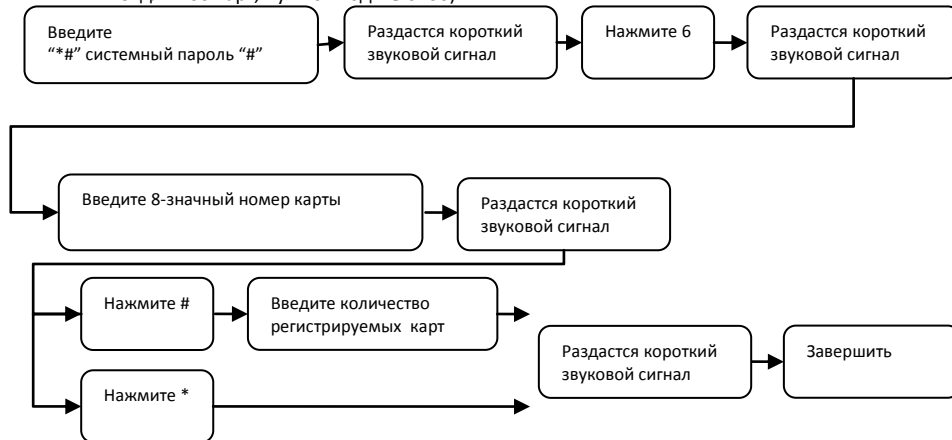 Введите
“*#” системный пароль “#”
Раздастся короткий
звуковой сигнал
Нажмите 6
Раздастся короткий
звуковой сигнал
Введите 8-значный номер карты
Раздастся короткий
звуковой сигнал
Нажмите #
Введите количество
регистрируемых карт
Раздастся короткий
звуковой сигнал
Завершить
Нажмите *